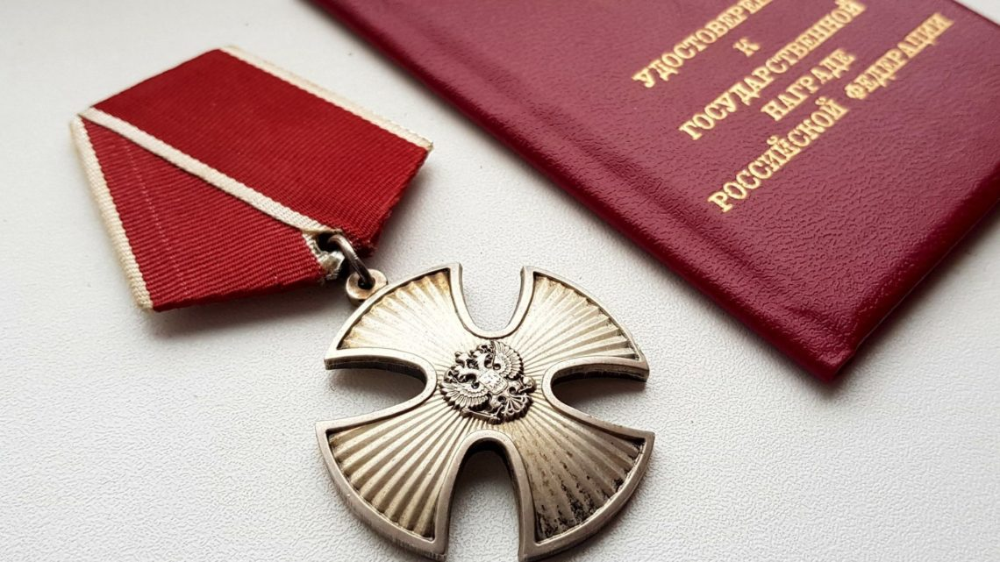 УДОСТОВЕРЕ
К
ГОСУДАРСТВЕННОЙ
НАГРАДЕ
РОССИЙСКОЙ ФЕДЕРАЦИИ